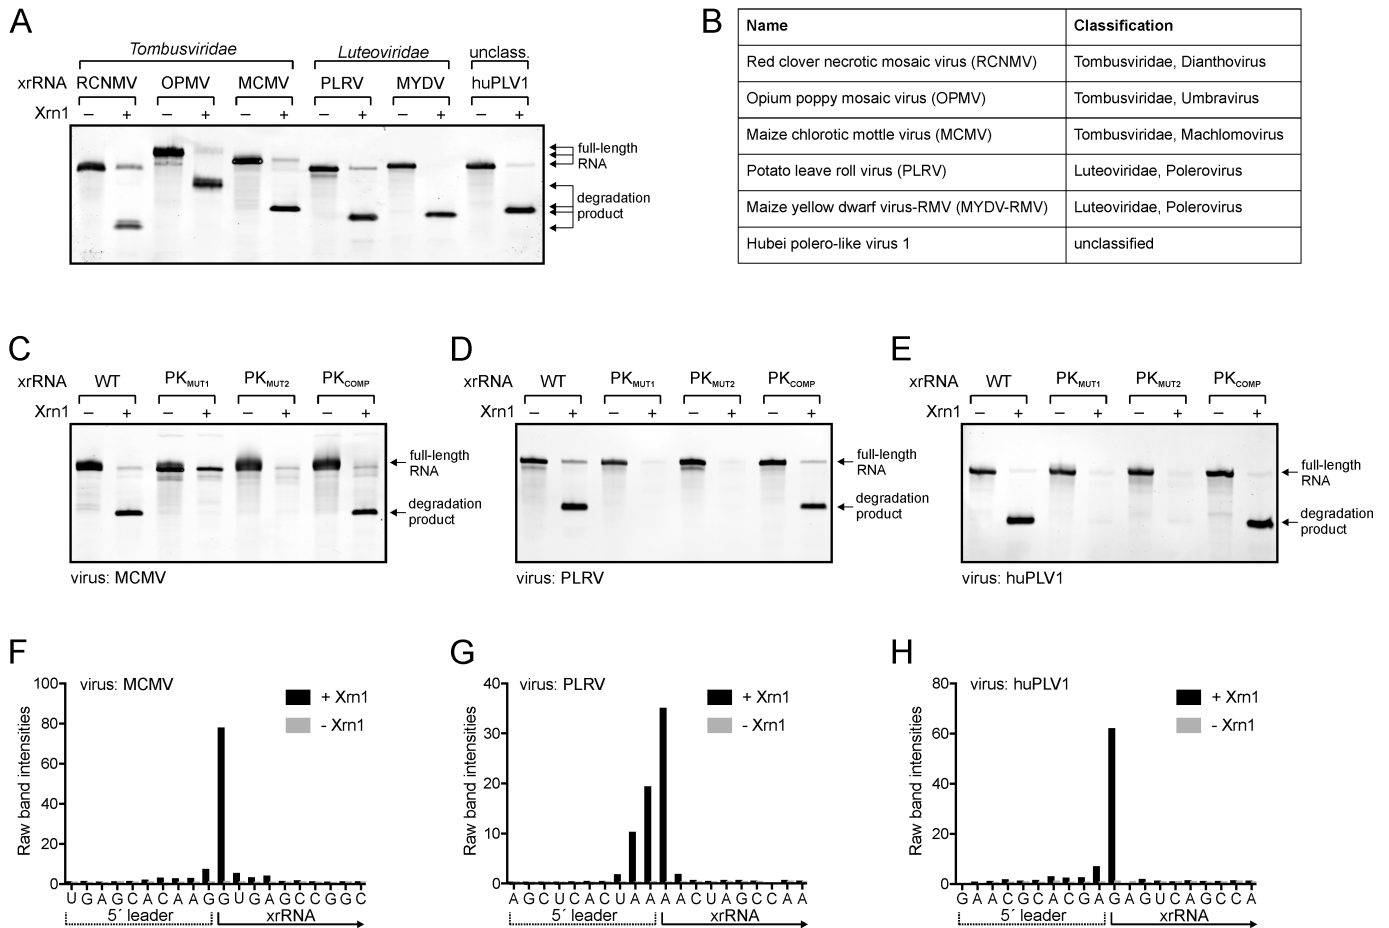 A
Tombusviridae Luteoviridae unclass.
xrRNA RCNMV OPMV MCMV PLRV MYDV huPLV1
Xrn1 – + – + – + – + – + – +
full-length
RNA
degradation
product
B
Name Classification
Red clover necrotic mosaic virus (RCNMV) Tombusviridae, Dianthovirus
Opium poppy mosaic virus (OPMV) Tombusviridae, Umbravirus
Maize chlorotic mottle virus (MCMV) Tombusviridae, Machlomovirus
Potato leave roll virus (PLRV) Luteoviridae, Polerovirus
Maize yellow dwarf virus-RMV (MYDV-RMV) Luteoviridae, Polerovirus
Hubei polero-like virus 1 unclassified
C
xrRNA WT PKMUT1 PKMUT2 PKCOMP
Xrn1 – + – + – + – +
full-length
RNA
degradation
product
virus: MCMV
D
xrRNA WT PKMUT1 PKMUT2 PKCOMP
Xrn1 – + – + – + – +
full-length
RNA
degradation
product
virus: PLRV
E
xrRNA WT PKMUT1 PKMUT2 PKCOMP
Xrn1 – + – + – + – +
full-length
RNA
degradation
product
virus: huPLV1
F
virus: MCMV
+ Xrn1
- Xrn1
Raw band intensities
100
80
60
40
20
0
U G A G C A C A A G G U G A G C C G G C
5´ leader xrRNA
G
virus: PLRV
+ Xrn1
- Xrn1
Raw band intensities
40
30
20
10
0
A G C U C A C U A A A A C U A G C C A A
5´ leader xrRNA
H
virus: huPLV1
+ Xrn1
- Xrn1
Raw band intensities
80
60
40
20
0
G A A C G C A C G A G A G U C A G C C A
5´ leader xrRNA